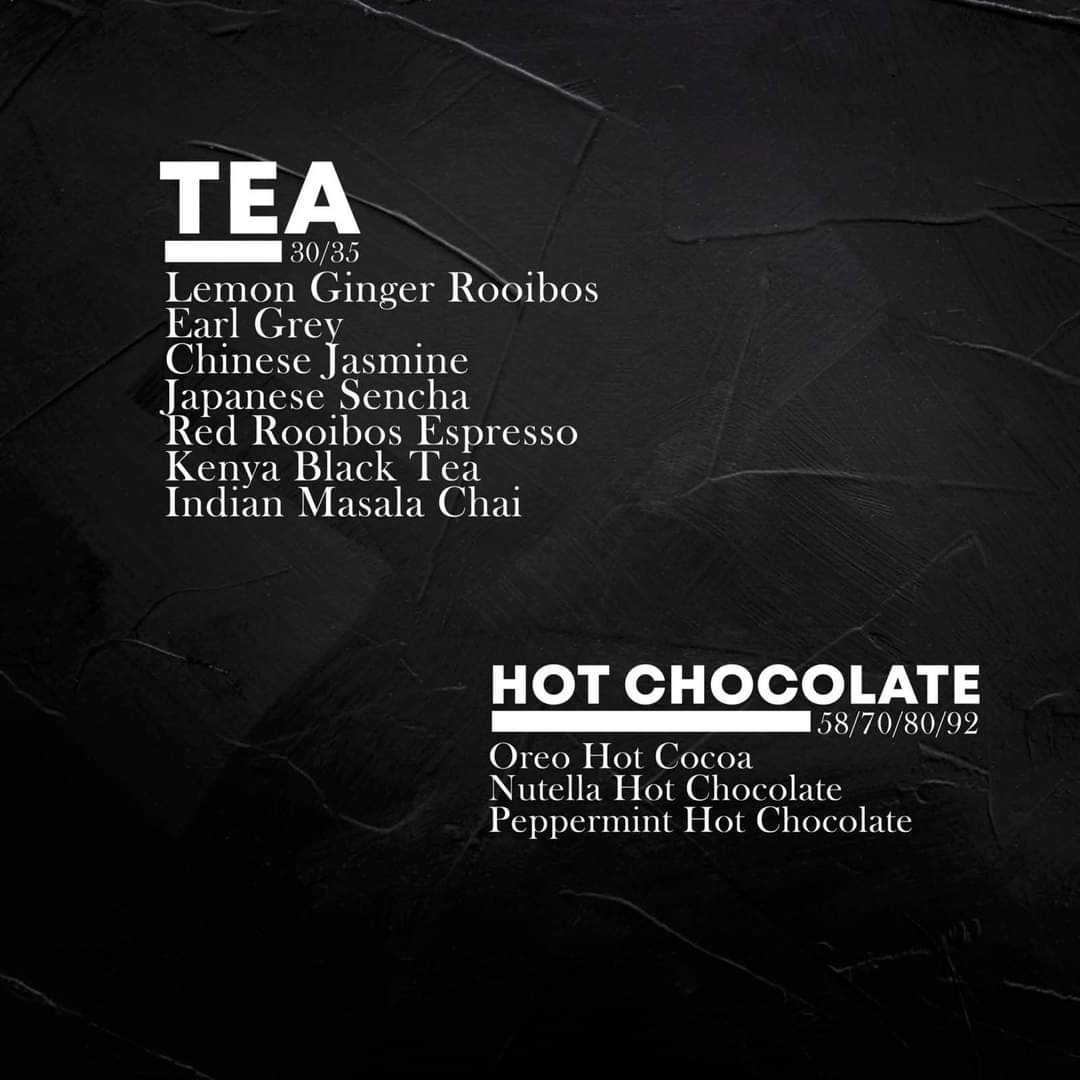 TEA
30/35
Lemon Ginger Rooibos
Earl Grey
Chinese Jasmine
Japanese Sencha
Red Rooibos Espresso
Kenya Black Tea
Indian Masala Chai
HOT CHOCOLATE
58/70/80/92
Oreo Hot Cocoa
Nutella Hot Chocolate
Peppermint Hot Chocolate